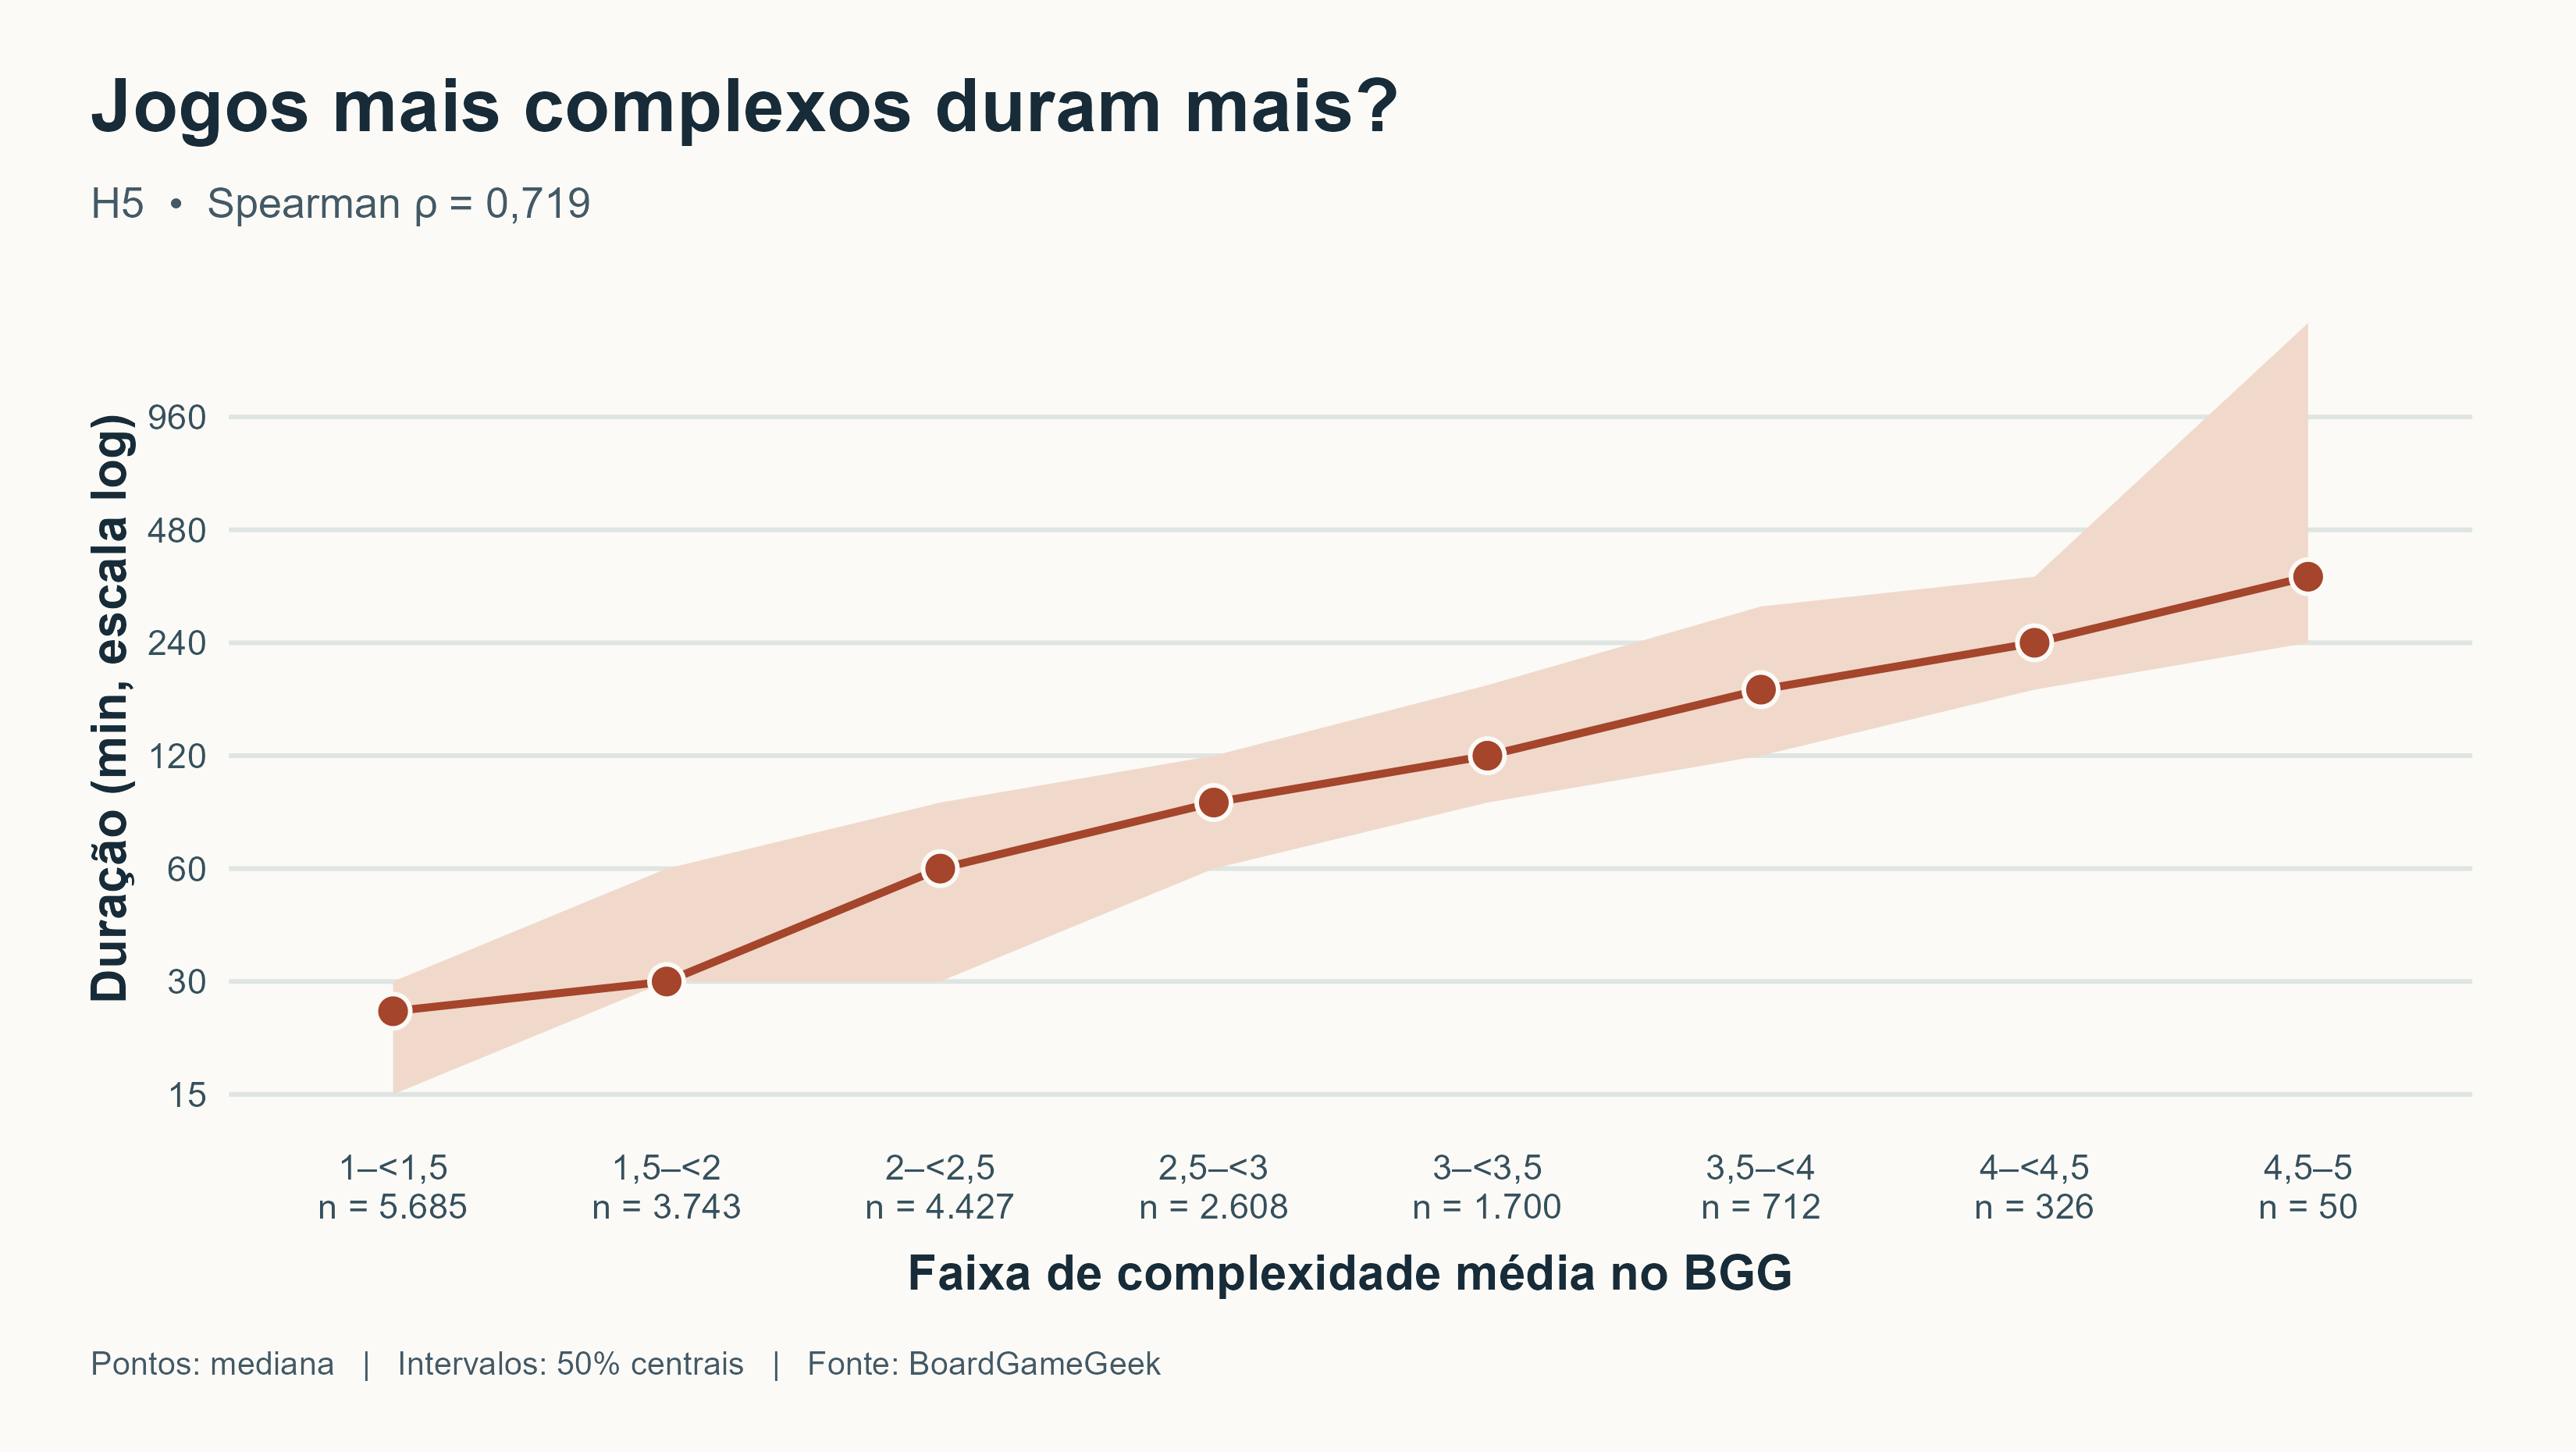 Jogos mais complexos duram mais?
H5 • Spearman ρ = 0,719
Duração (min, escala log)
960
480
240
120
60
30
15
1–<1,5
n = 5.685
1,5–<2
n = 3.743
2–<2,5
n = 4.427
2,5–<3
n = 2.608
3–<3,5
n = 1.700
3,5–<4
n = 712
4–<4,5
n = 326
4,5–5
n = 50
Faixa de complexidade média no BGG
Pontos: mediana | Intervalos: 50% centrais | Fonte: BoardGameGeek